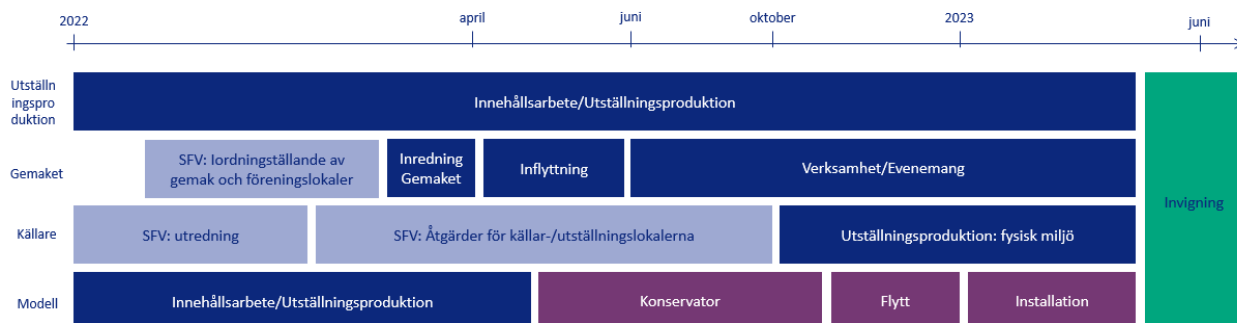 2022
april
juni
oktober
2023
juni
Utställn
ingspro
duktion
Innehållsarbete/Utställningsproduktion
Gemaket
SFV: Iordningställande av
gemak och föreningslokaler
Inredning
Gemaket
Inflyttning
Verksamhet/Evenemang
Invigning
Källare
SFV: utredning
SFV: Åtgärder för källar-/utställningslokalerna
Utställningsproduktion: fysisk miljö
Modell
Innehållsarbete/Utställningsproduktion
Konservator
Flytt
Installation